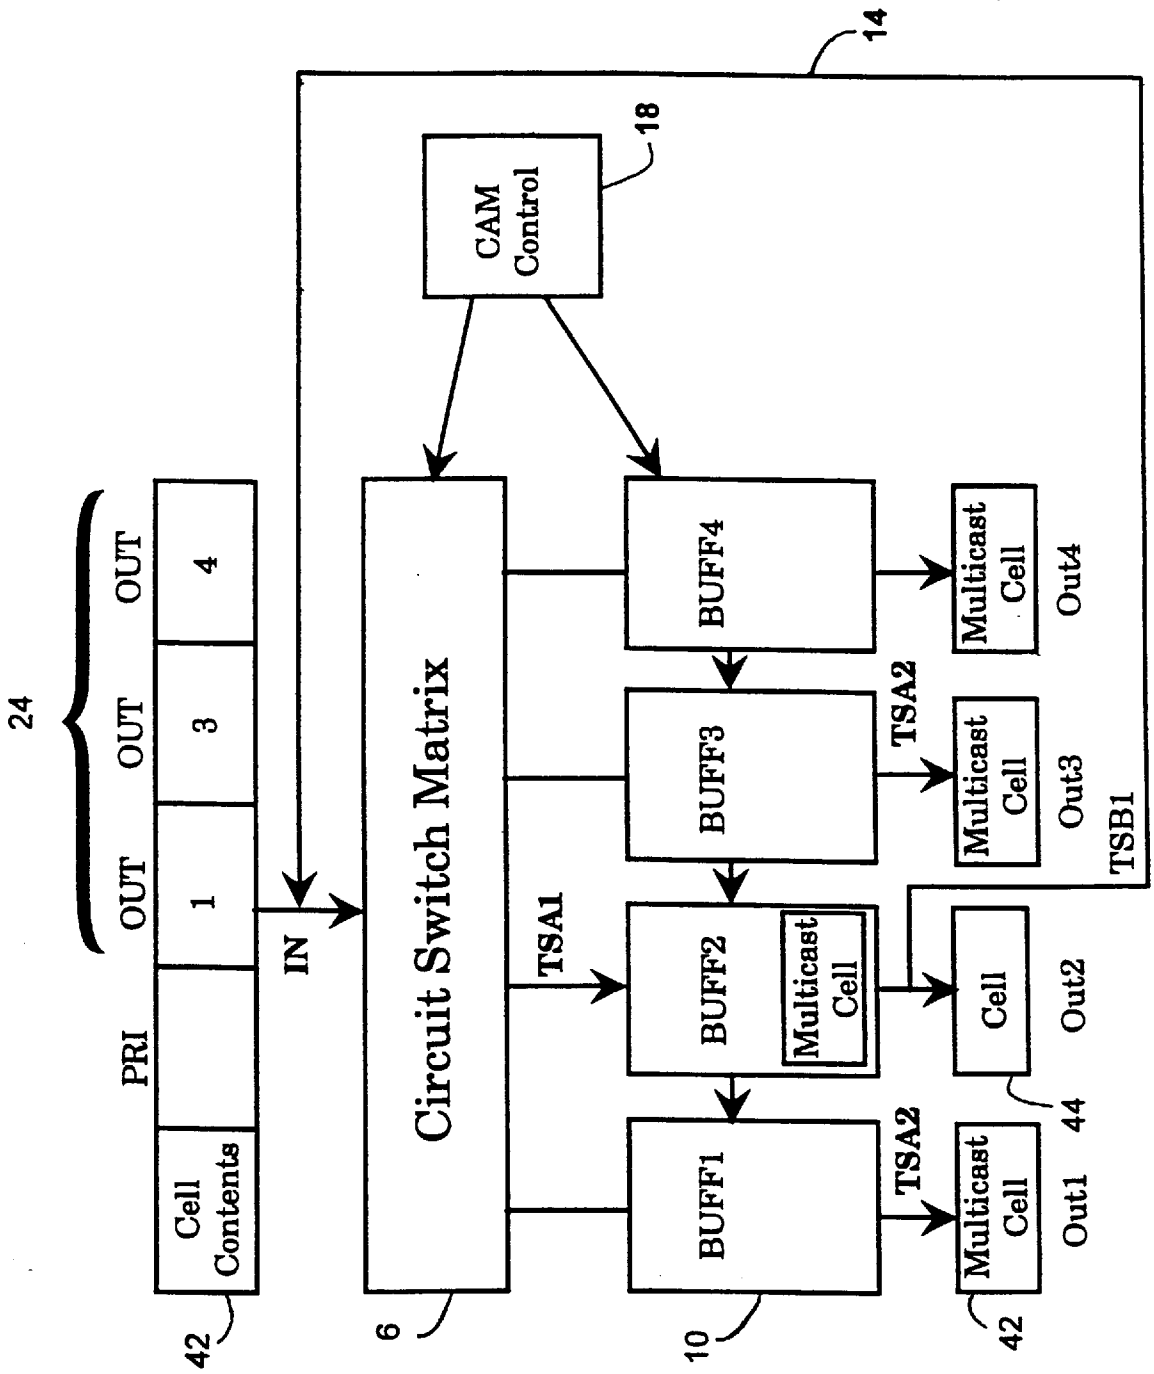 24
PRI
OUT
OUT
OUT
Cell
Contents
1
3
4
42
IN
14
CAM
Control
18
Circuit Switch Matrix
6
TSA1
BUFF1
BUFF2
BUFF3
BUFF4
Multicast
Cell
10
TSA2
TSA2
TSB1
Multicast
Cell
Cell
Multicast
Cell
Multicast
Cell
42
44
Out1
Out2
Out3
Out4